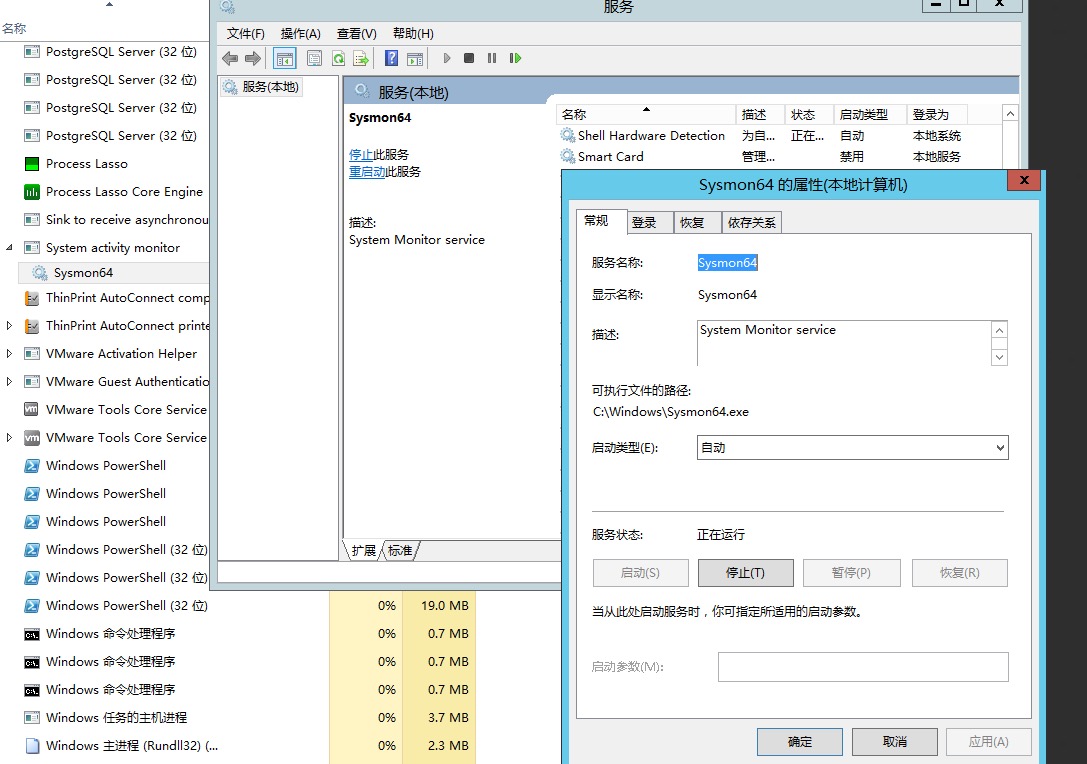 名称
PostgreSQL Server (32 位)
PostgreSQL Server (32 位)
PostgreSQL Server (32 位)
PostgreSQL Server (32 位)
Process Lasso
Process Lasso Core Engine
Sink to receive asynchronou
System activity monitor
Sysmon64
ThinPrint AutoConnect comp
ThinPrint AutoConnect printe
VMware Activation Helper
VMware Guest Authenticatio
VMware Tools Core Service
VMware Tools Core Service
Windows PowerShell
Windows PowerShell
Windows PowerShell
Windows PowerShell (32 位)
Windows PowerShell (32 位)
Windows PowerShell (32 位)
Windows 命令处理程序
Windows 命令处理程序
Windows 命令处理程序
Windows 任务的主机进程
Windows 主进程 (Rundll32) (...
0% 19.0 MB
0% 0.7 MB
0% 0.7 MB
0% 0.7 MB
0% 3.7 MB
0% 2.3 MB
服务
文件(F) 操作(A) 查看(V) 帮助(H)
服务(本地)
服务(本地)
Sysmon64
停止此服务
重启动此服务
描述:
System Monitor service
名称 描述 状态 启动类型 登录为
Shell Hardware Detection 为自... 正在... 自动 本地系统
Smart Card 管理... 禁用 本地服务
扩展 标准
Sysmon64 的属性(本地计算机)
常规 登录 恢复 依存关系
服务名称: Sysmon64
显示名称: Sysmon64
描述: System Monitor service
可执行文件的路径:
C:\Windows\Sysmon64.exe
启动类型(E): 自动
服务状态: 正在运行
启动(S) 停止(T) 暂停(P) 恢复(R)
当从此处启动服务时，你可指定所适用的启动参数。
启动参数(M):
确定 取消 应用(A)